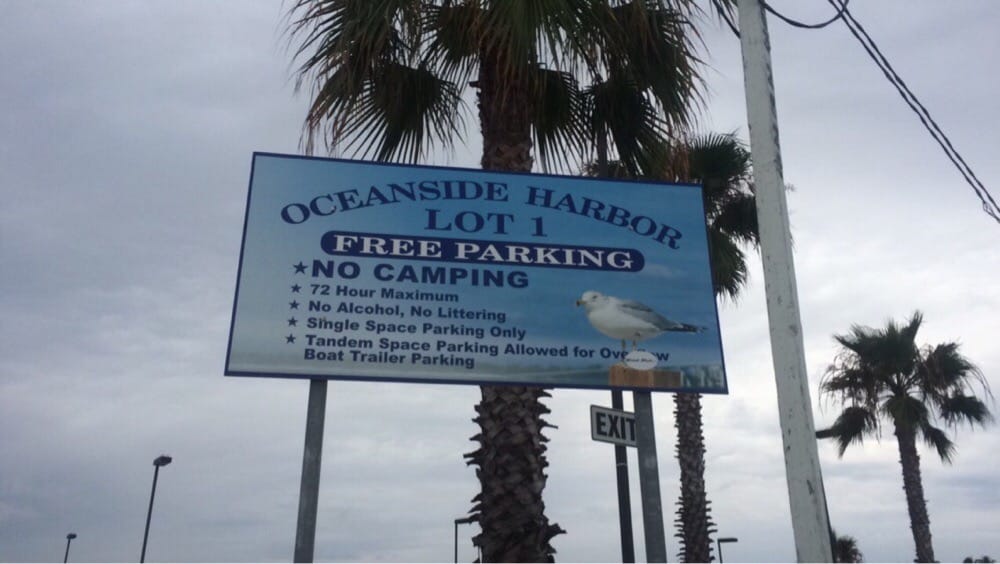 OCEANSIDE HARBOR
LOT 1
FREE PARKING
★NO CAMPING
★ 72 Hour Maximum
★ No Alcohol, No Littering
★ Single Space Parking Only
★ Tandem Space Parking Allowed for
Boat Trailer Parking
EXIT